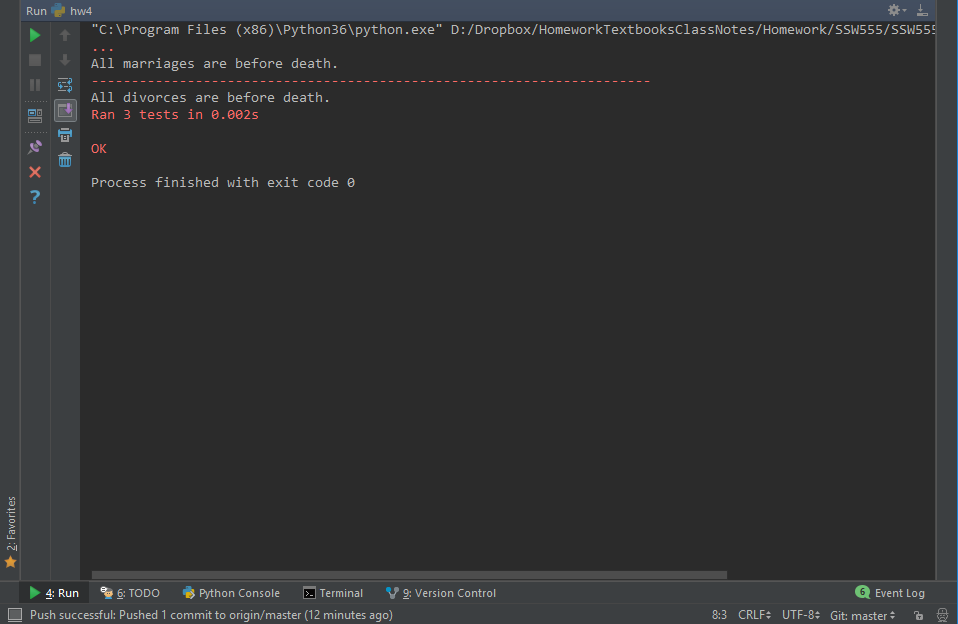 Run hw4
"C:\Program Files (x86)\Python36\python.exe" D:/Dropbox/HomeworkTextbooksClassNotes/Homework/SSW555/SSW555
...
All marriages are before death.
----------------------------------------------------------------------
All divorces are before death.
Ran 3 tests in 0.002s
OK
Process finished with exit code 0
2: Favorites
4: Run 6: TODO Python Console Terminal 9: Version Control 6 Event Log
Push successful: Pushed 1 commit to origin/master (12 minutes ago) 8:3 CRLF UTF-8 Git: master